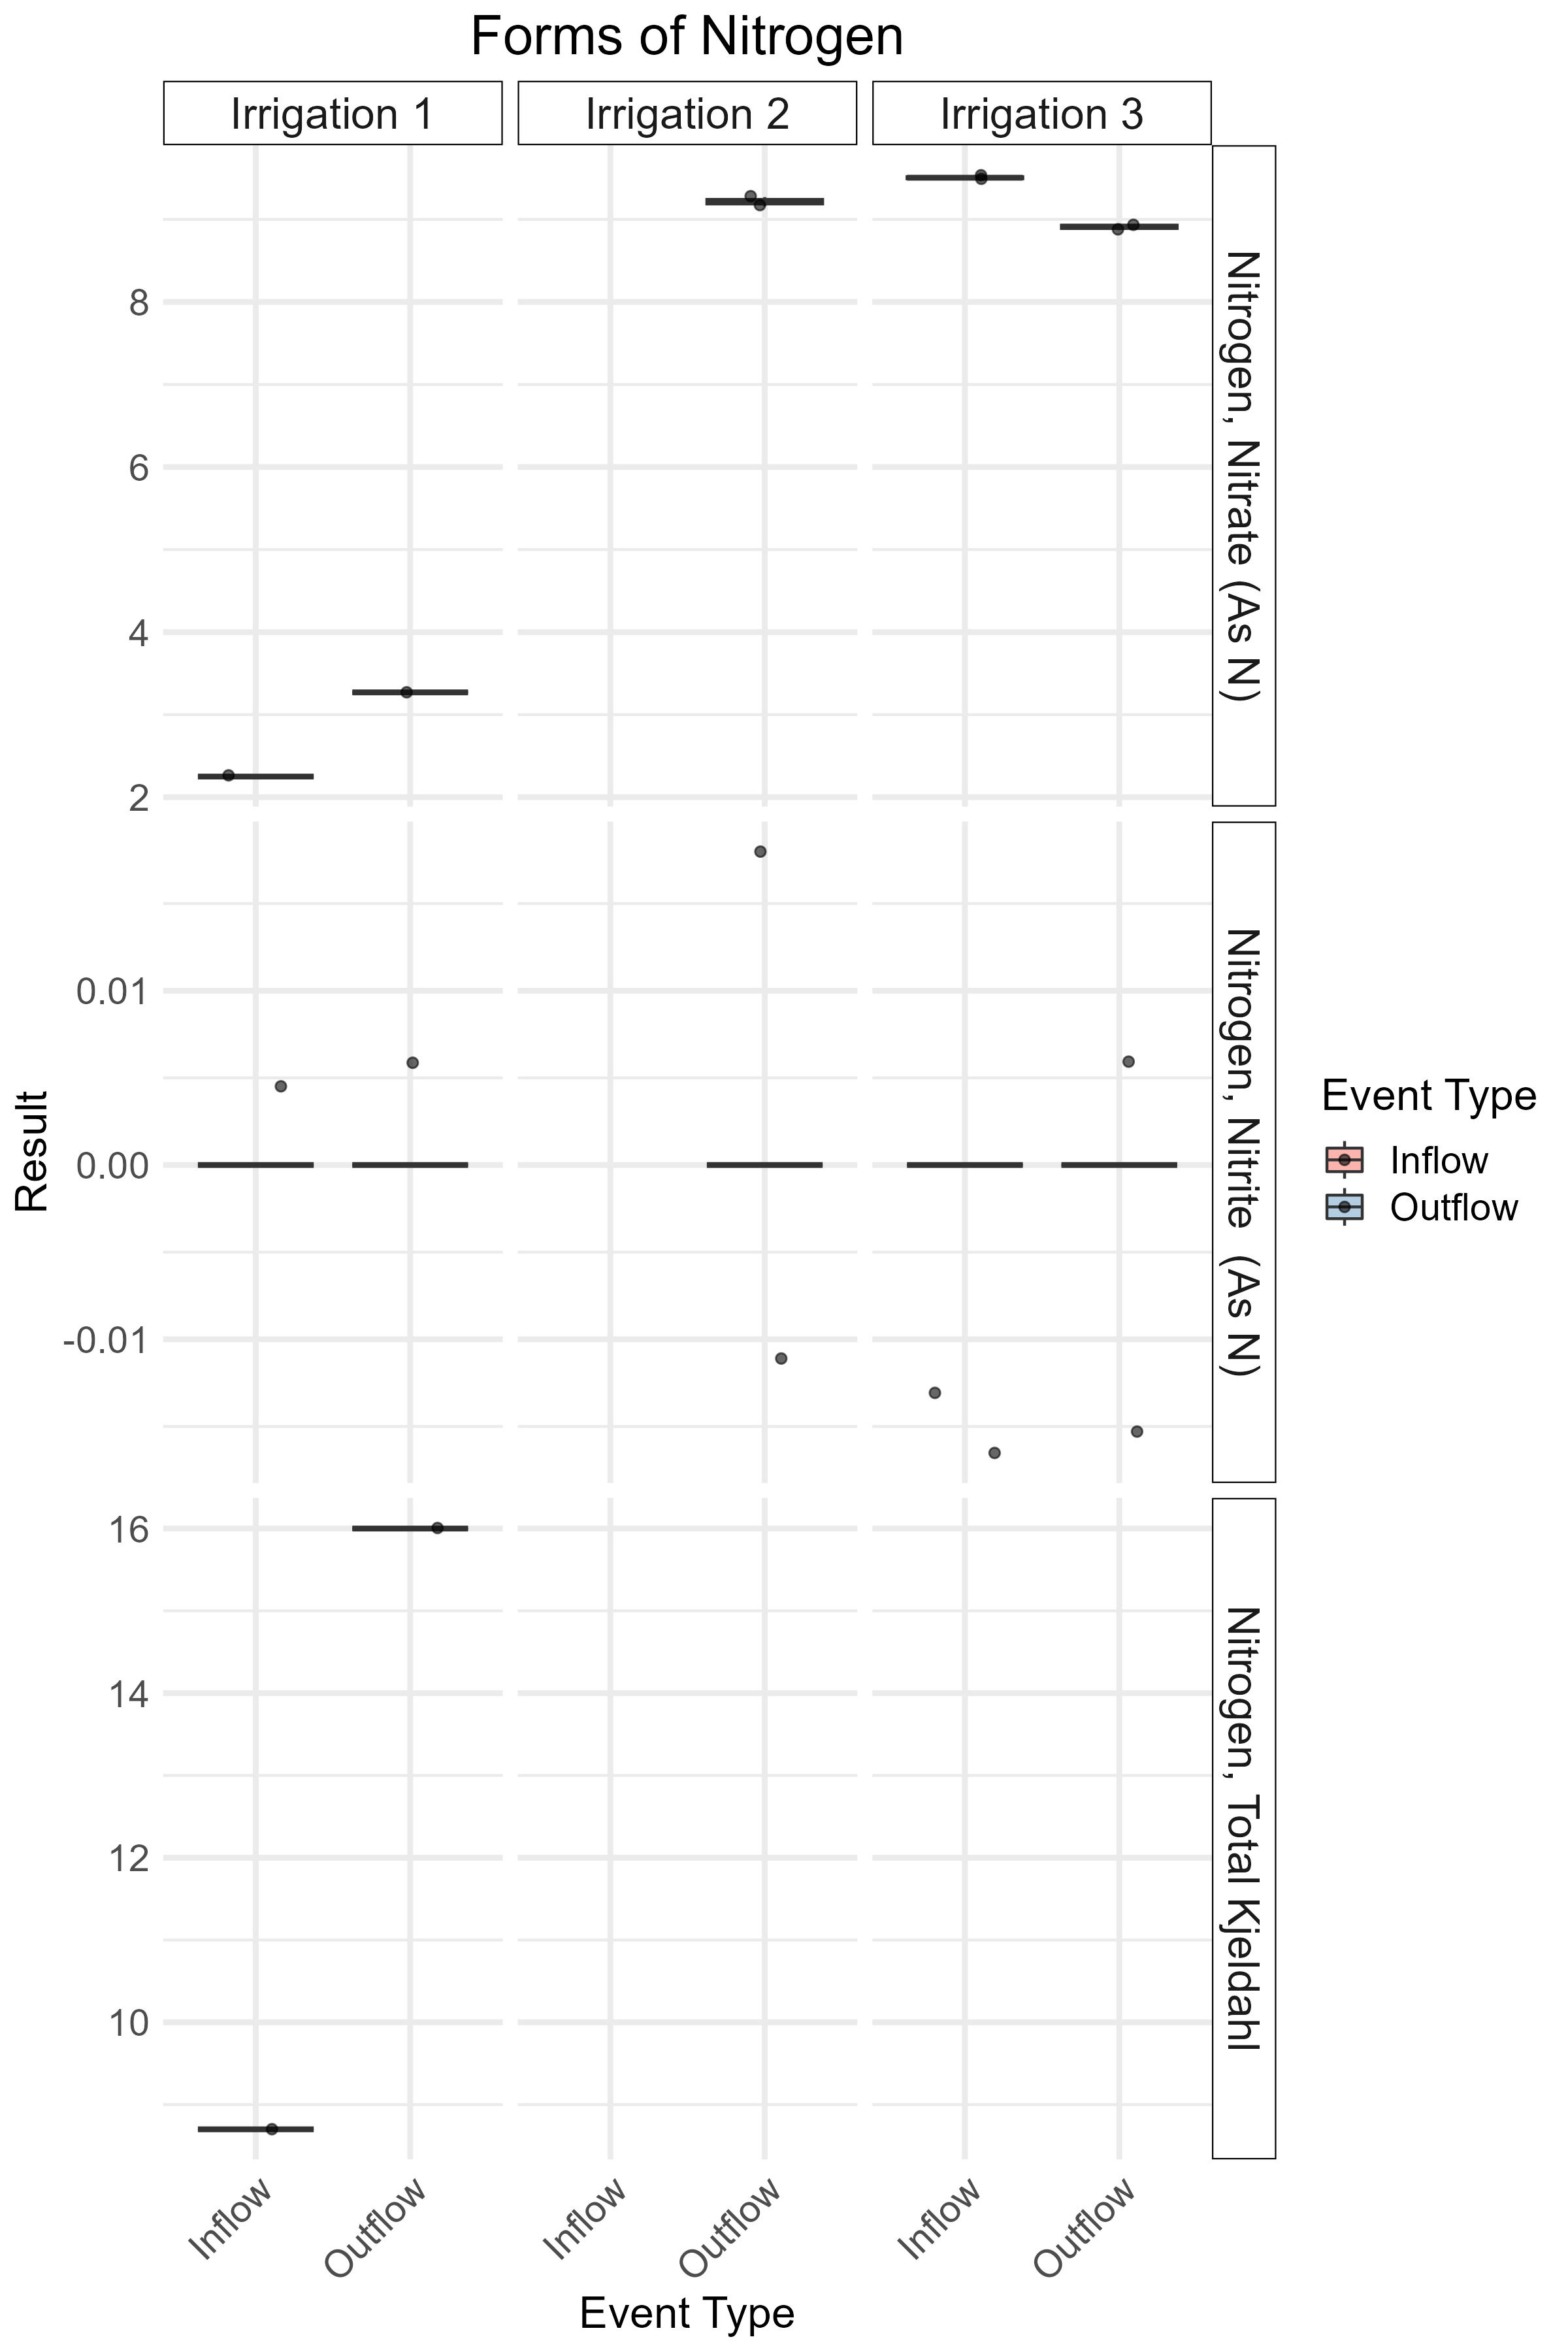 Forms of Nitrogen
Irrigation 1
Irrigation 2
Irrigation 3
Nitrogen, Nitrate (As N)
8
6
4
2
Nitrogen, Nitrite  (As N)
0.01
0.00
-0.01
Nitrogen, Total Kjeldahl
16
14
12
10
Result
Inflow
Outflow
Inflow
Outflow
Inflow
Outflow
Event Type
Event Type
Inflow
Outflow